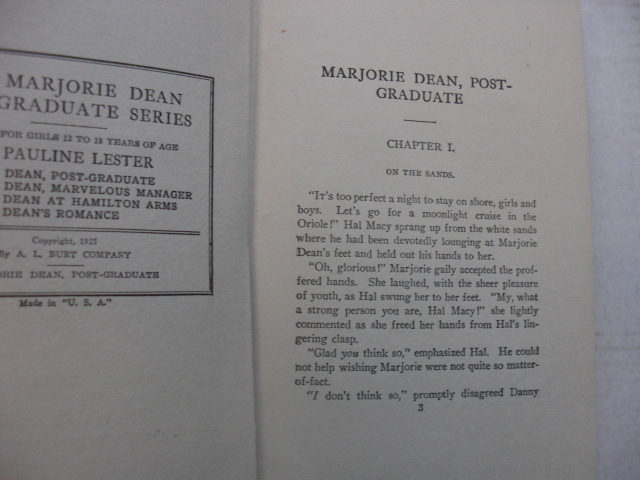 MARJORIE DEAN
GRADUATE SERIES
FOR GIRLS 12 TO 18 YEARS OF AGE
PAULINE LESTER
DEAN, POST-GRADUATE
DEAN, MARVELOUS MANAGER
DEAN AT HAMILTON ARMS
DEAN'S ROMANCE
Copyright, 1925
By A. L. BURT COMPANY
ORIE DEAN, POST-GRADUATE
Made in "U. S. A."
MARJORIE DEAN, POST-
GRADUATE
CHAPTER I.
ON THE SANDS.
"It's too perfect a night to stay on shore, girls and
boys. Let's go for a moonlight cruise in the
Oriole!" Hal Macy sprang up from the white sands
where he had been devotedly lounging at Marjorie
Dean's feet and held out his hands to her.
"Oh, glorious!" Marjorie gaily accepted the prof-
fered hands. She laughed, with the sheer pleasure
of youth, as Hal swung her to her feet. "My, what
a strong person you are, Hal Macy!" she lightly
commented as she freed her hands from Hal's lin-
gering clasp.
"Glad you think so," emphasized Hal. He could
not help wishing Marjorie were not quite so matter-
of-fact.
"I don't think so," promptly disagreed Danny
3